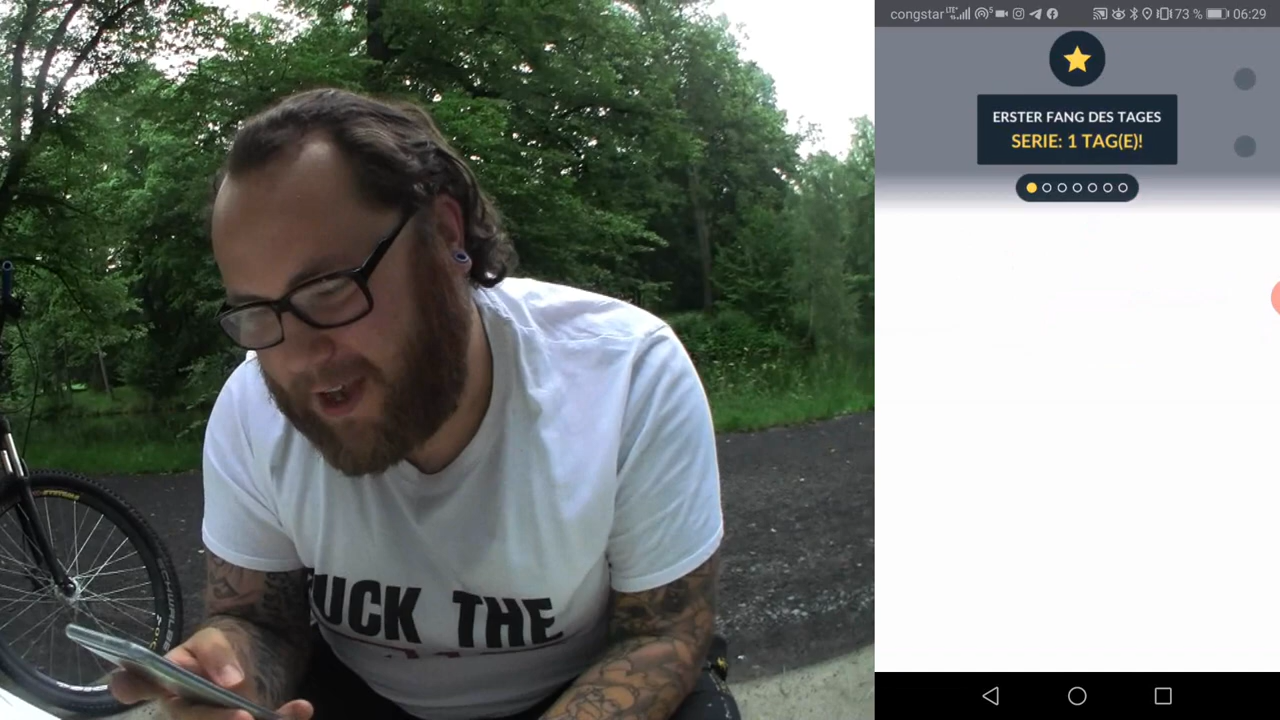 UCK THE
congstar 73 % 06:29
ERSTER FANG DES TAGES
SERIE: 1 TAG(E)!